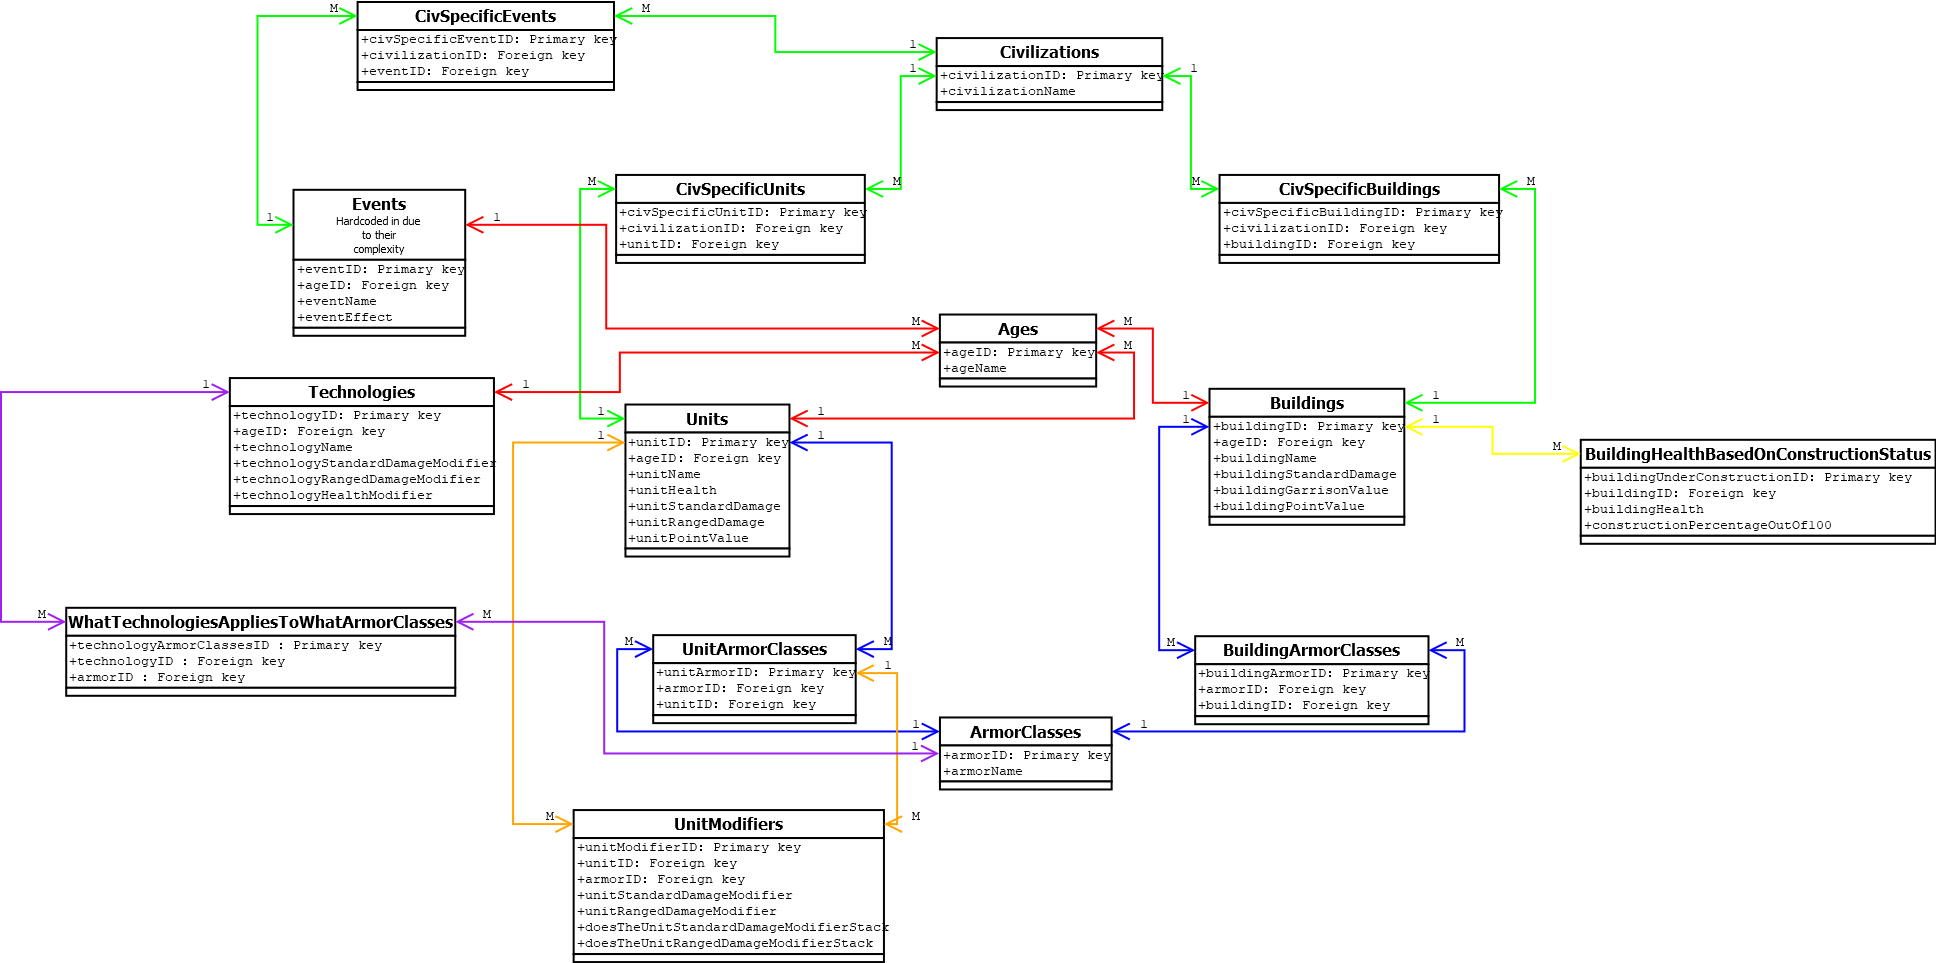 CivSpecificEvents
+civSpecificEventID: Primary key
+civilizationID: Foreign key
+eventID: Foreign key
Civilizations
+civilizationID: Primary key
+civilizationName
CivSpecificUnits
+civSpecificUnitID: Primary key
+civilizationID: Foreign key
+unitID: Foreign key
CivSpecificBuildings
+civSpecificBuildingID: Primary key
+civilizationID: Foreign key
+buildingID: Foreign key
Events
Hardcoded in due
to their
complexity
+eventID: Primary key
+ageID: Foreign key
+eventName
+eventEffect
Ages
+ageID: Primary key
+ageName
Technologies
+technologyID: Primary key
+ageID: Foreign key
+technologyName
+technologyStandardDamageModifier
+technologyRangedDamageModifier
+technologyHealthModifier
Units
+unitID: Primary key
+ageID: Foreign key
+unitName
+unitHealth
+unitStandardDamage
+unitRangedDamage
+unitPointValue
Buildings
+buildingID: Primary key
+ageID: Foreign key
+buildingName
+buildingStandardDamage
+buildingGarrisonValue
+buildingPointValue
BuildingHealthBasedOnConstructionStatus
+buildingUnderConstructionID: Primary key
+buildingID: Foreign key
+buildingHealth
+constructionPercentageOutOf100
WhatTechnologiesAppliesToWhatArmorClasses
+technologyArmorClassesID : Primary key
+technologyID : Foreign key
+armorID : Foreign key
UnitArmorClasses
+unitArmorID: Primary key
+armorID: Foreign key
+unitID: Foreign key
BuildingArmorClasses
+buildingArmorID: Primary key
+armorID: Foreign key
+buildingID: Foreign key
ArmorClasses
+armorID: Primary key
+armorName
UnitModifiers
+unitModifierID: Primary key
+unitID: Foreign key
+armorID: Foreign key
+unitStandardDamageModifier
+unitRangedDamageModifier
+doesTheUnitStandardDamageModifierStack
+doesTheUnitRangedDamageModifierStack
M
M
1
1
1
M
M
M
M
1
1
M
M
M
M
1
1
1
1
1
1
1
1
1
1
1
M
M
M
M
M
1
M
M
1
1
1
M
M